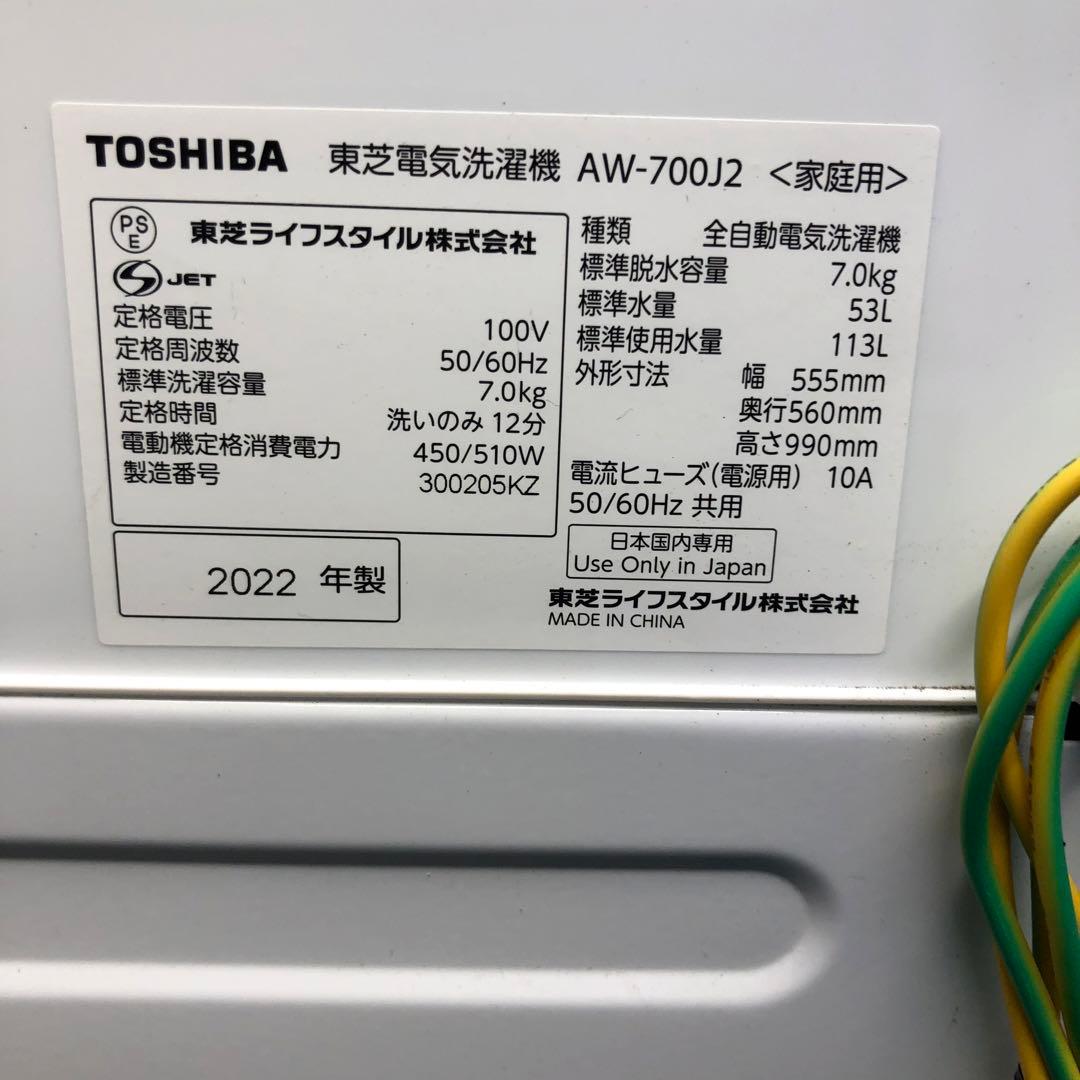 TOSHIBA 東芝電気洗濯機 AW-700J2 <家庭用>
PS
E
東芝ライフスタイル株式会社
S JET
定格電圧 100V
定格周波数 50/60Hz
標準洗濯容量 7.0kg
定格時間 洗いのみ 12分
電動機定格消費電力 450/510W
製造番号 300205KZ
2022 年製
種類 全自動電気洗濯機
標準脱水容量 7.0kg
標準水量 53L
標準使用水量 113L
外形寸法 幅 555mm
奥行560mm
高さ990mm
電流ヒューズ(電源用) 10A
50/60Hz 共用
日本国内専用
Use Only in Japan
東芝ライフスタイル株式会社
MADE IN CHINA